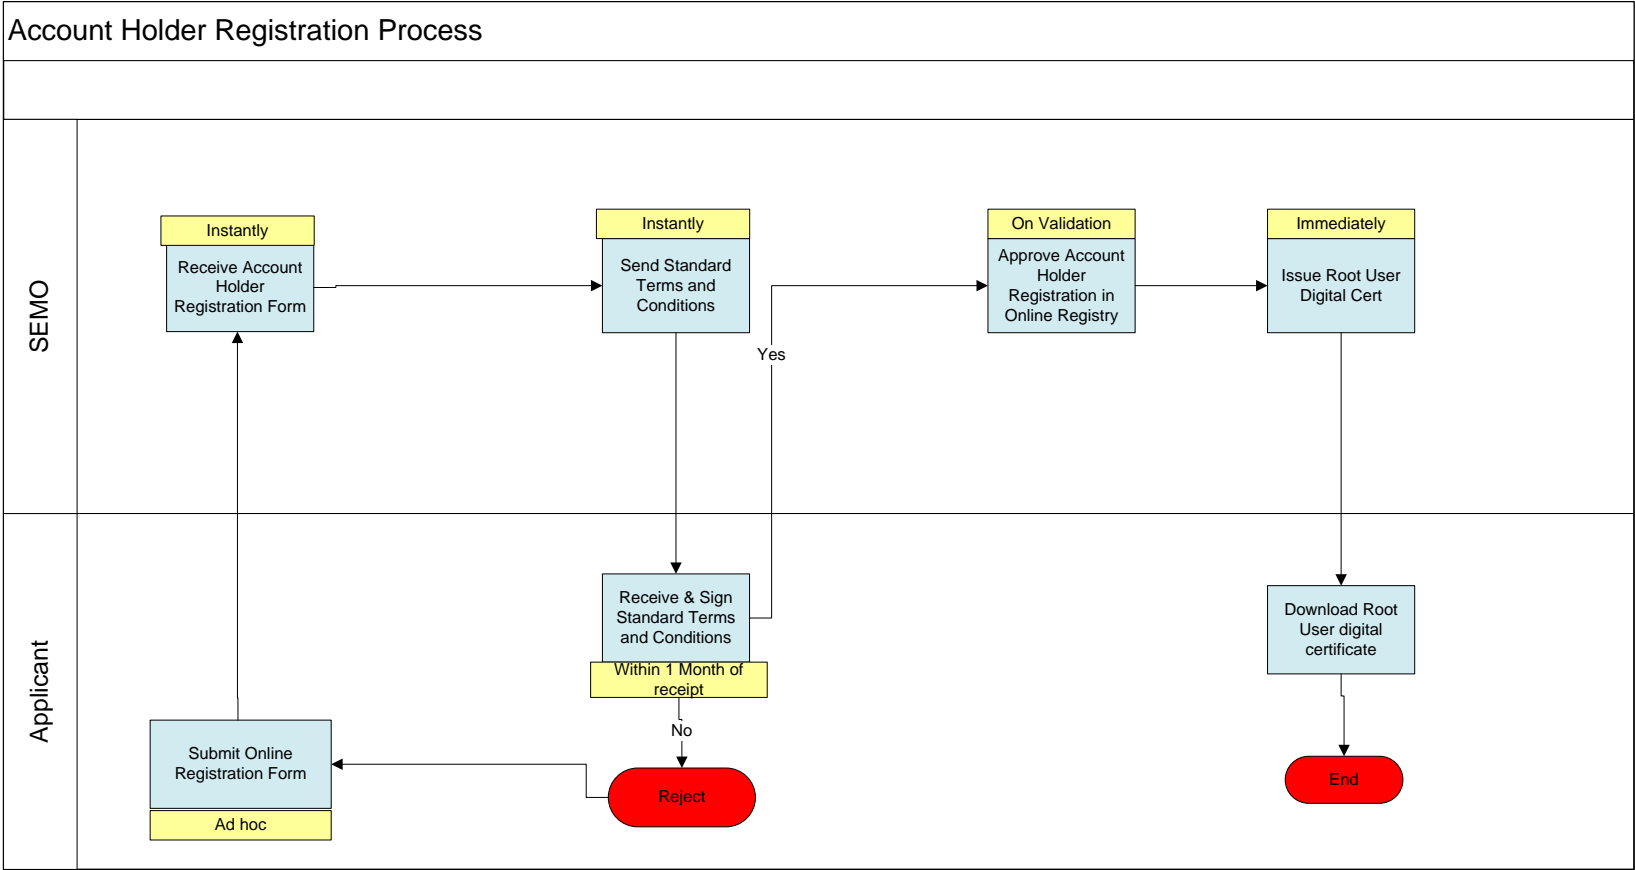 Account Holder Registration Process
SEMO
Instantly
Receive Account
Holder
Registration Form
Instantly
Send Standard
Terms and
Conditions
Yes
On Validation
Approve Account
Holder
Registration in
Online Registry
Immediately
Issue Root User
Digital Cert
Applicant
Submit Online
Registration Form
Ad hoc
Receive & Sign
Standard Terms
and Conditions
Within 1 Month of
receipt
No
Reject
Download Root
User digital
certificate
End